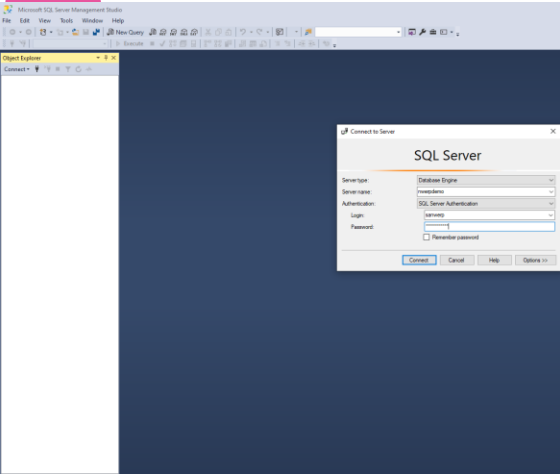 Microsoft SQL Server Management Studio
File Edit View Tools Window Help
New Query
Execute
Object Explorer
Connect
Connect to Server
SQL Server
Server type: Database Engine
Server name: nwerpdemo
Authentication: SQL Server Authentication
Login: sanwerp
Password: ************
Remember password
Connect Cancel Help Options >>